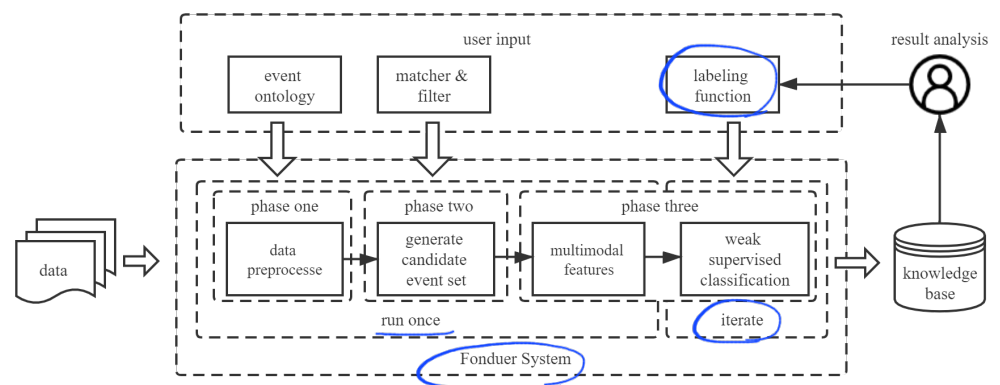 user input
result analysis
event
ontology
matcher &
filter
labeling
function
phase one
phase two
phase three
data
data
preprocesse
generate
candidate
event set
multimodal
features
weak
supervised
classification
knowledge
base
run once
iterate
Fonduer System